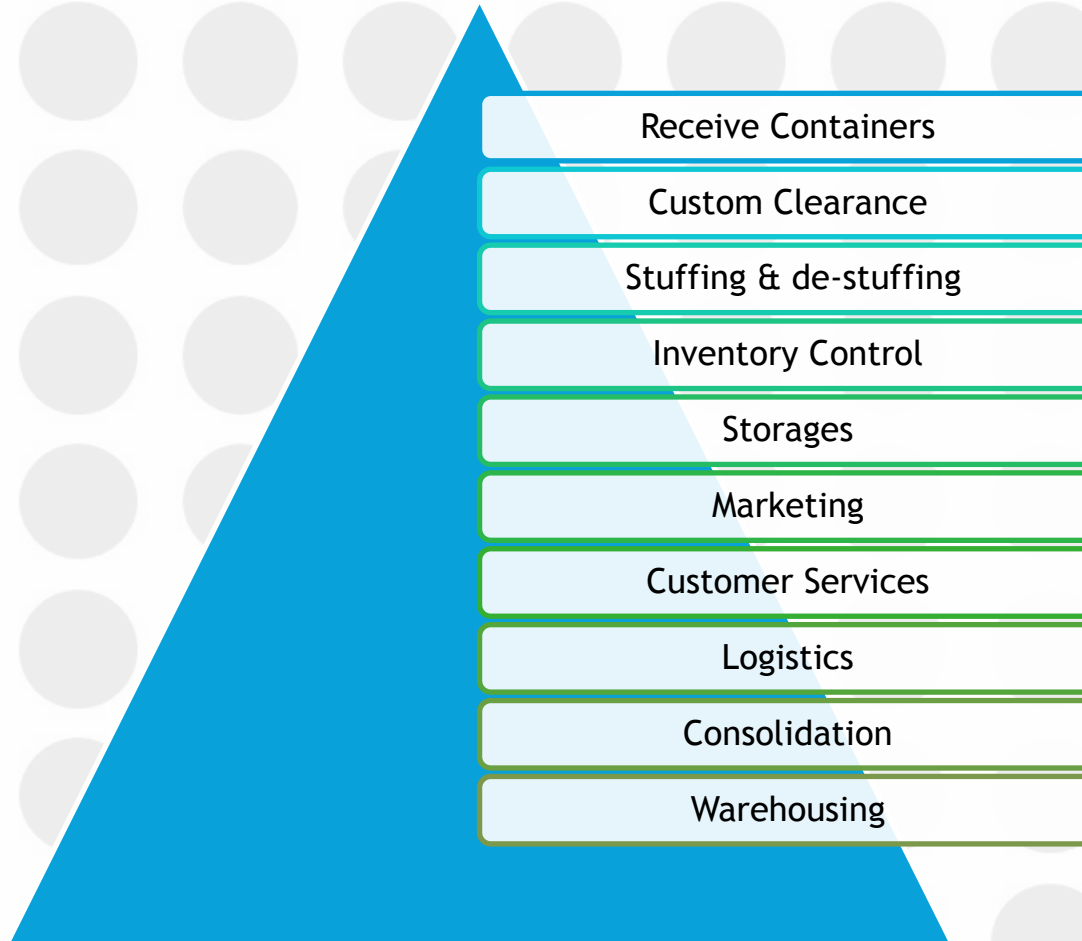 Receive Containers
Custom Clearance
Stuffing & de-stuffing
Inventory Control
Storages
Marketing
Customer Services
Logistics
Consolidation
Warehousing